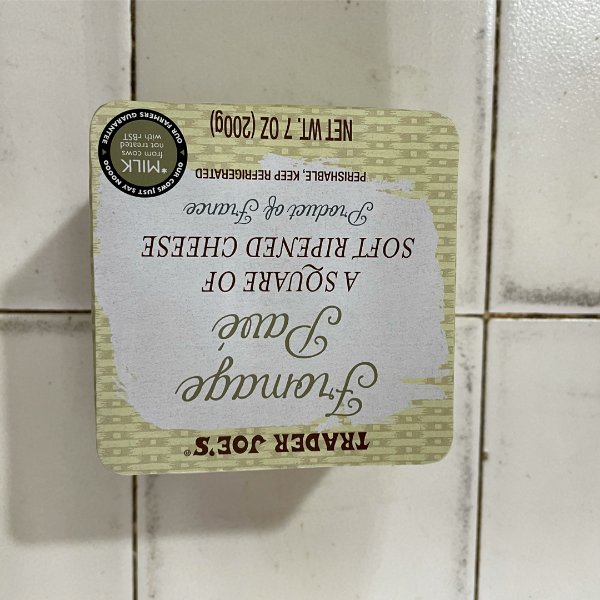 TRADER JOE'S®
Fromage
Pavé
A SQUARE OF
SOFT RIPENED CHEESE
Product of France
PERISHABLE, KEEP REFRIGERATED
NET WT. 7 OZ (200g)
OUR COWS JUST SAY NOOOO
*MILK
from cows
not treated
with rbST
OUR FARMERS GUARANTEE